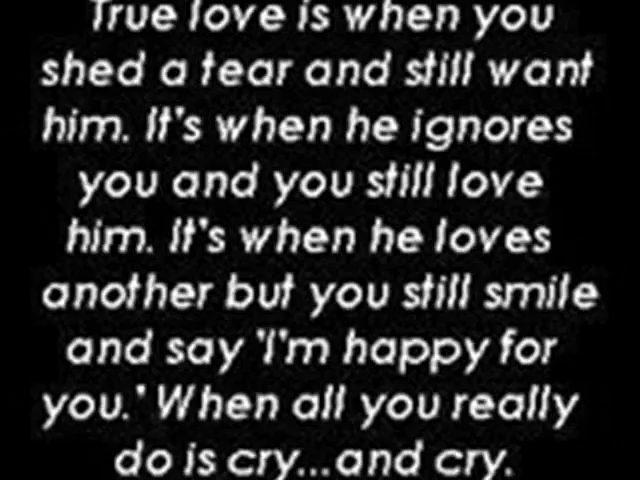 True love is when you
shed a tear and still want
him. It's when he ignores
you and you still love
him. It's when he loves
another but you still smile
and say 'I'm happy for
you.' When all you really
do is cry...and cry.